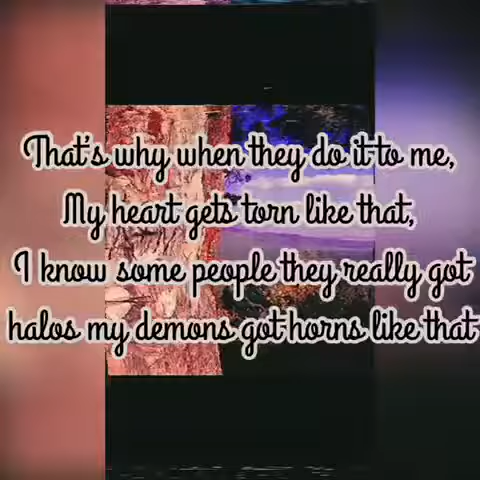 That's why when they do it to me,
My heart gets torn like that,
I know some people they really got
halos my demons got horns like that